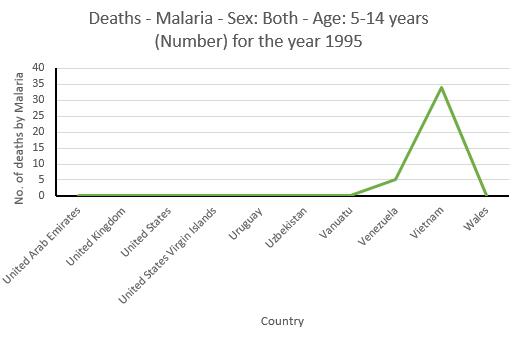 Deaths - Malaria - Sex: Both - Age: 5-14 years
(Number) for the year 1995
No. of deaths by Malaria
40
35
30
25
20
15
10
5
0
United Arab Emirates
United Kingdom
United States
United States Virgin Islands
Uruguay
Uzbekistan
Vanuatu
Venezuela
Vietnam
Wales
Country